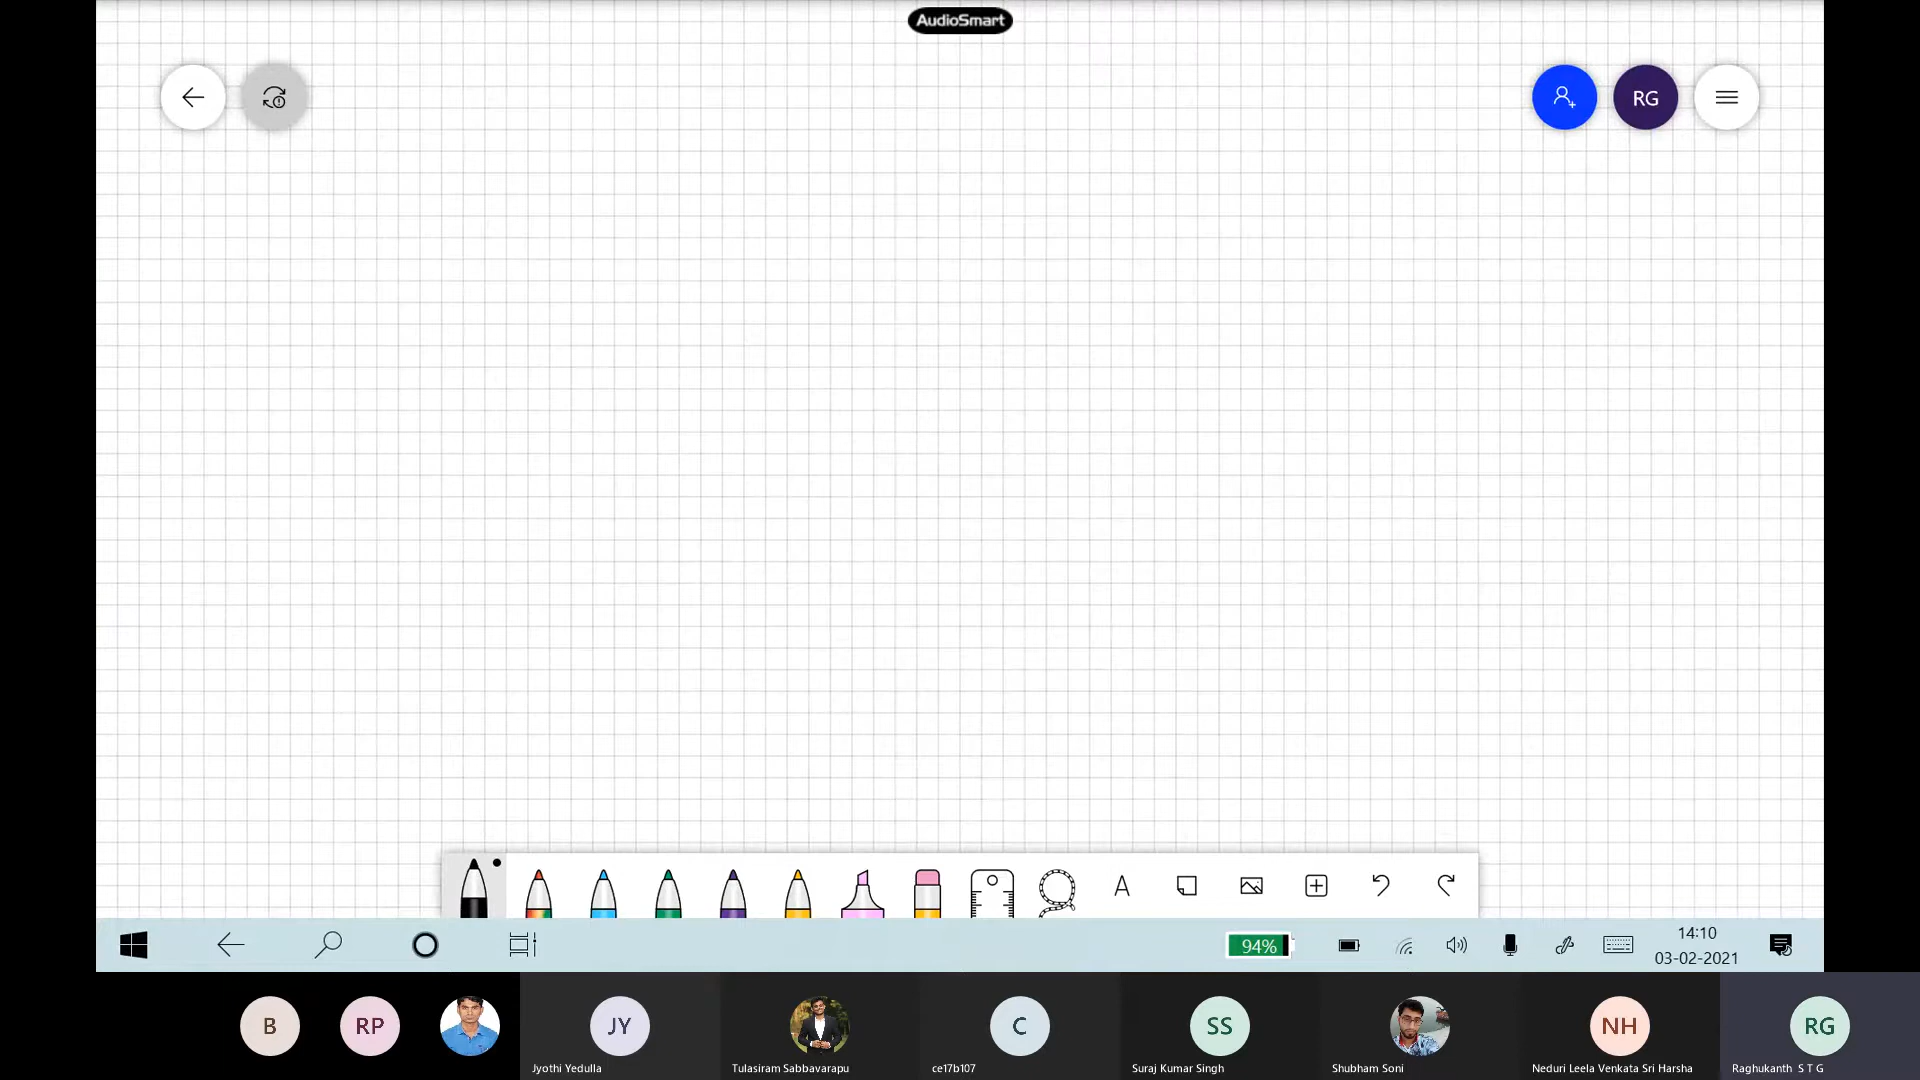 AudioSmart
RG
A
94%
14:10
03-02-2021
B
RP
JY
C
SS
NH
RG
Jyothi Yedulla
Tulasiram Sabbavarapu
ce17b107
Suraj Kumar Singh
Shubham Soni
Neduri Leela Venkata Sri Harsha
Raghukanth S T G